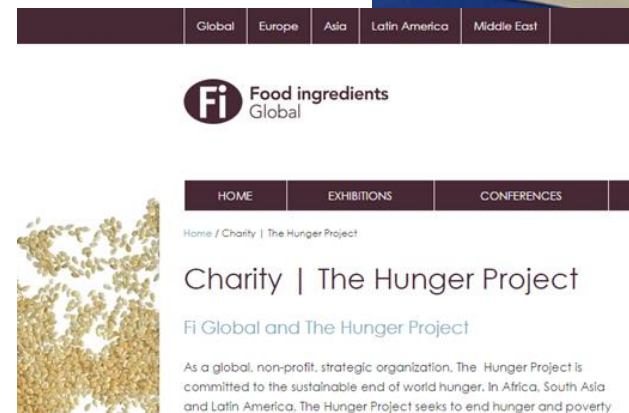 Global Europe Asia Latin America Middle East
Fi Food ingredients
Global
HOME EXHIBITIONS CONFERENCES
Home / Charity | The Hunger Project
Charity | The Hunger Project
Fi Global and The Hunger Project
As a global, non-profit, strategic organization, The Hunger Project is
committed to the sustainable end of world hunger. In Africa, South Asia
and Latin America, The Hunger Project seeks to end hunger and poverty